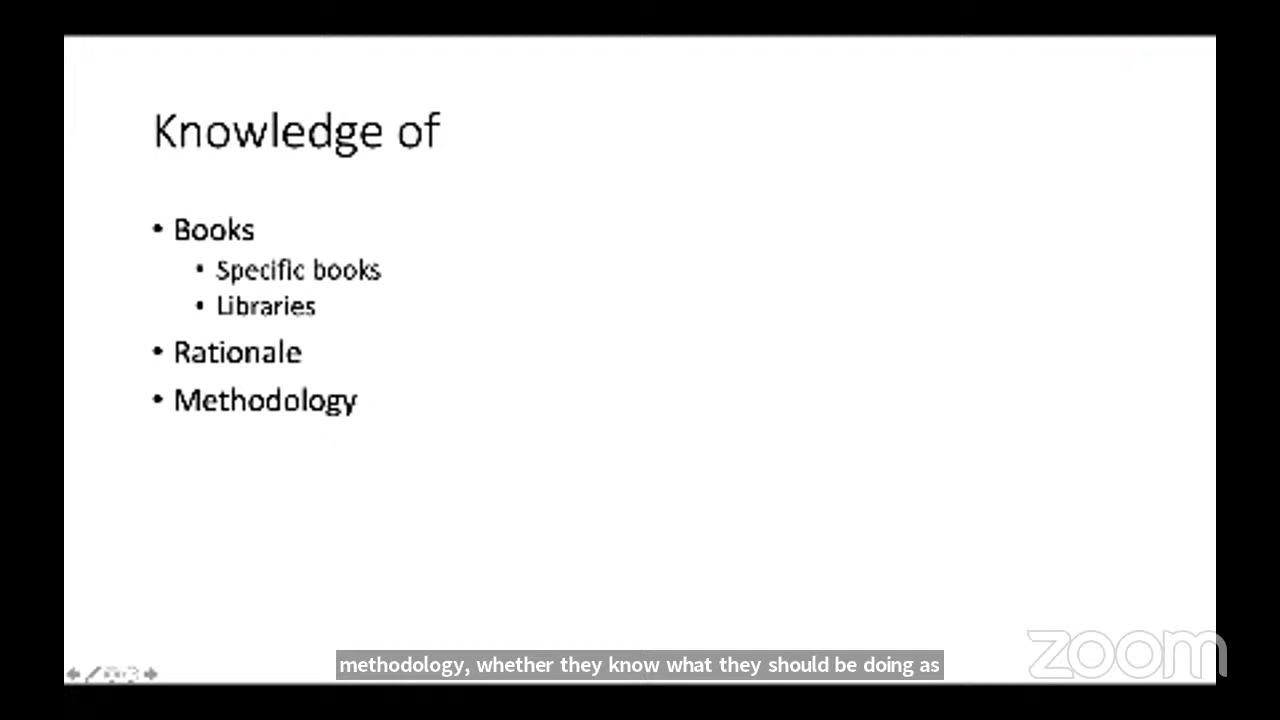 Knowledge of
• Books
• Specific books
• Libraries
• Rationale
• Methodology
methodology, whether they know what they should be doing as
zoom